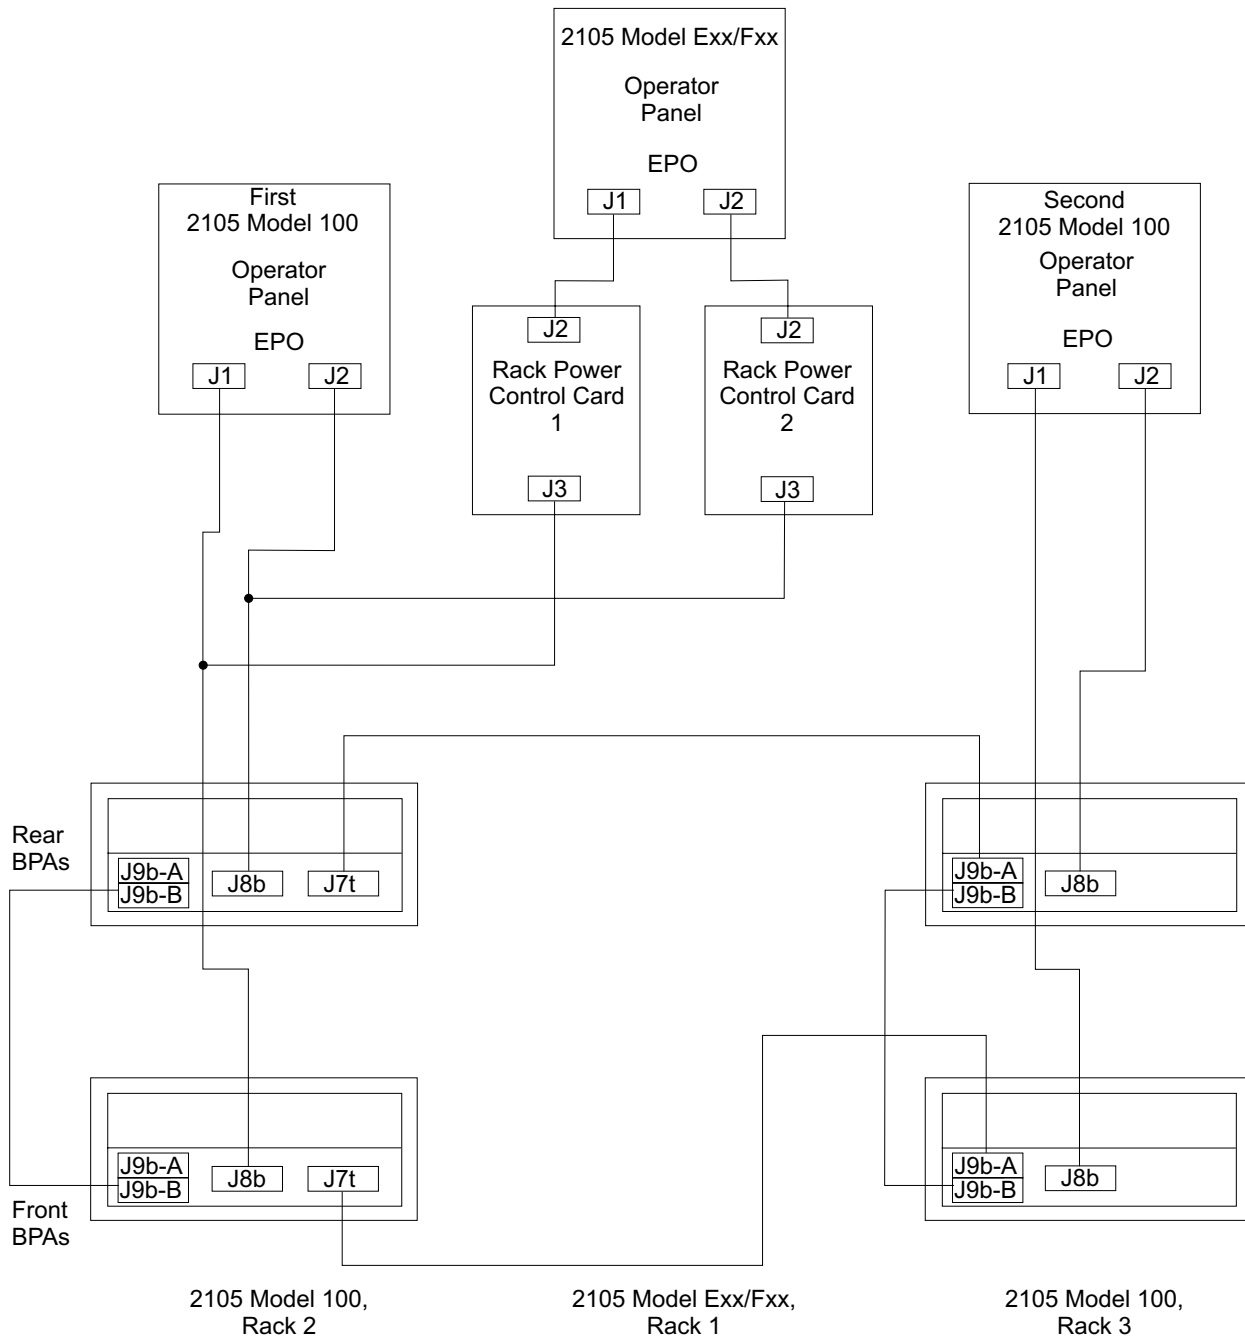 2105 Model Exx/Fxx
Operator
Panel
EPO
J1
J2
First
2105 Model 100
Operator
Panel
EPO
J1
J2
Second
2105 Model 100
Operator
Panel
EPO
J1
J2
J2
Rack Power
Control Card
1
J3
J2
Rack Power
Control Card
2
J3
Rear
BPAs
J9b-A
J9b-B
J8b
J7t
J9b-A
J9b-B
J8b
Front
BPAs
J9b-A
J9b-B
J8b
J7t
J9b-A
J9b-B
J8b
2105 Model 100,
Rack 2
2105 Model Exx/Fxx,
Rack 1
2105 Model 100,
Rack 3